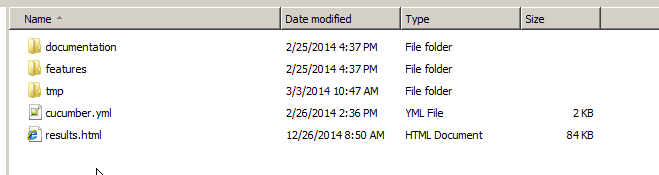 Name Date modified Type Size
documentation 2/25/2014 4:37 PM File folder
features 2/25/2014 4:37 PM File folder
tmp 3/3/2014 10:47 AM File folder
cucumber.yml 2/26/2014 2:36 PM YML File 2 KB
results.html 12/26/2014 8:50 AM HTML Document 84 KB